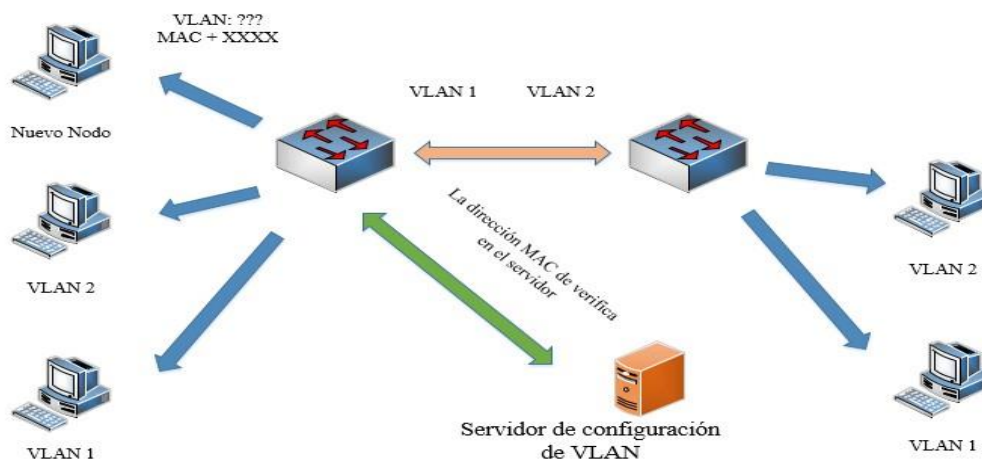 VLAN: ???
MAC + XXXX
Nuevo Nodo
VLAN 1
VLAN 2
VLAN 2
VLAN 1
La dirección MAC de verifica
en el servidor
Servidor de configuración
de VLAN
VLAN 2
VLAN 1